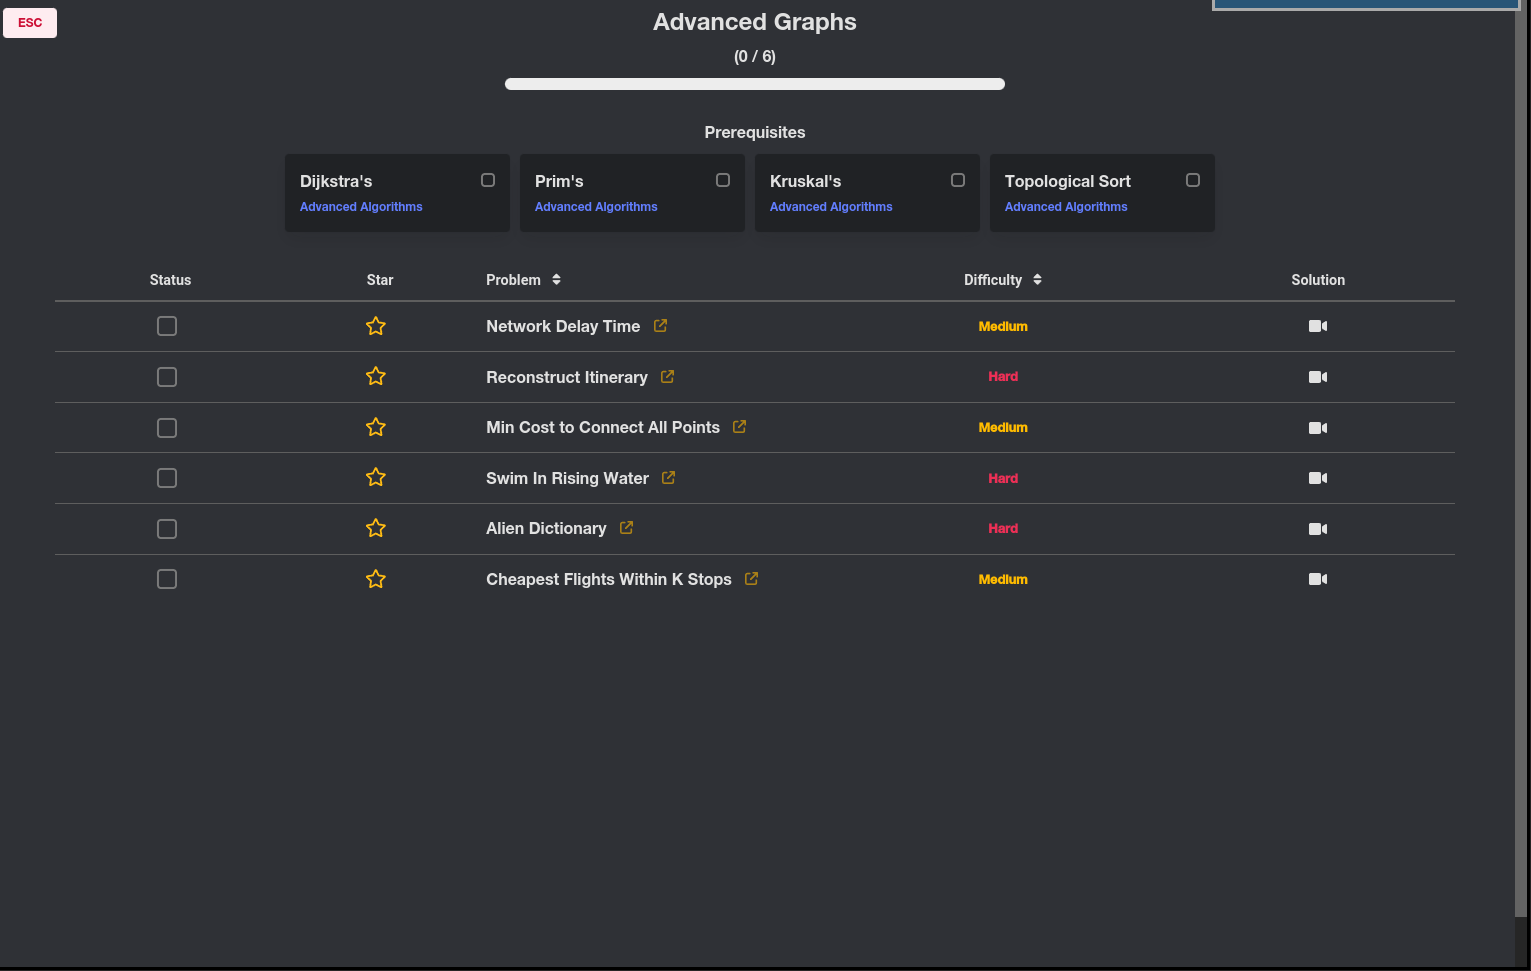 ESC
Advanced Graphs
(0 / 6)
Prerequisites
Dijkstra's
Advanced Algorithms
Prim's
Advanced Algorithms
Kruskal's
Advanced Algorithms
Topological Sort
Advanced Algorithms
Status Star Problem Difficulty Solution
Network Delay Time Medium
Reconstruct Itinerary Hard
Min Cost to Connect All Points Medium
Swim In Rising Water Hard
Alien Dictionary Hard
Cheapest Flights Within K Stops Medium